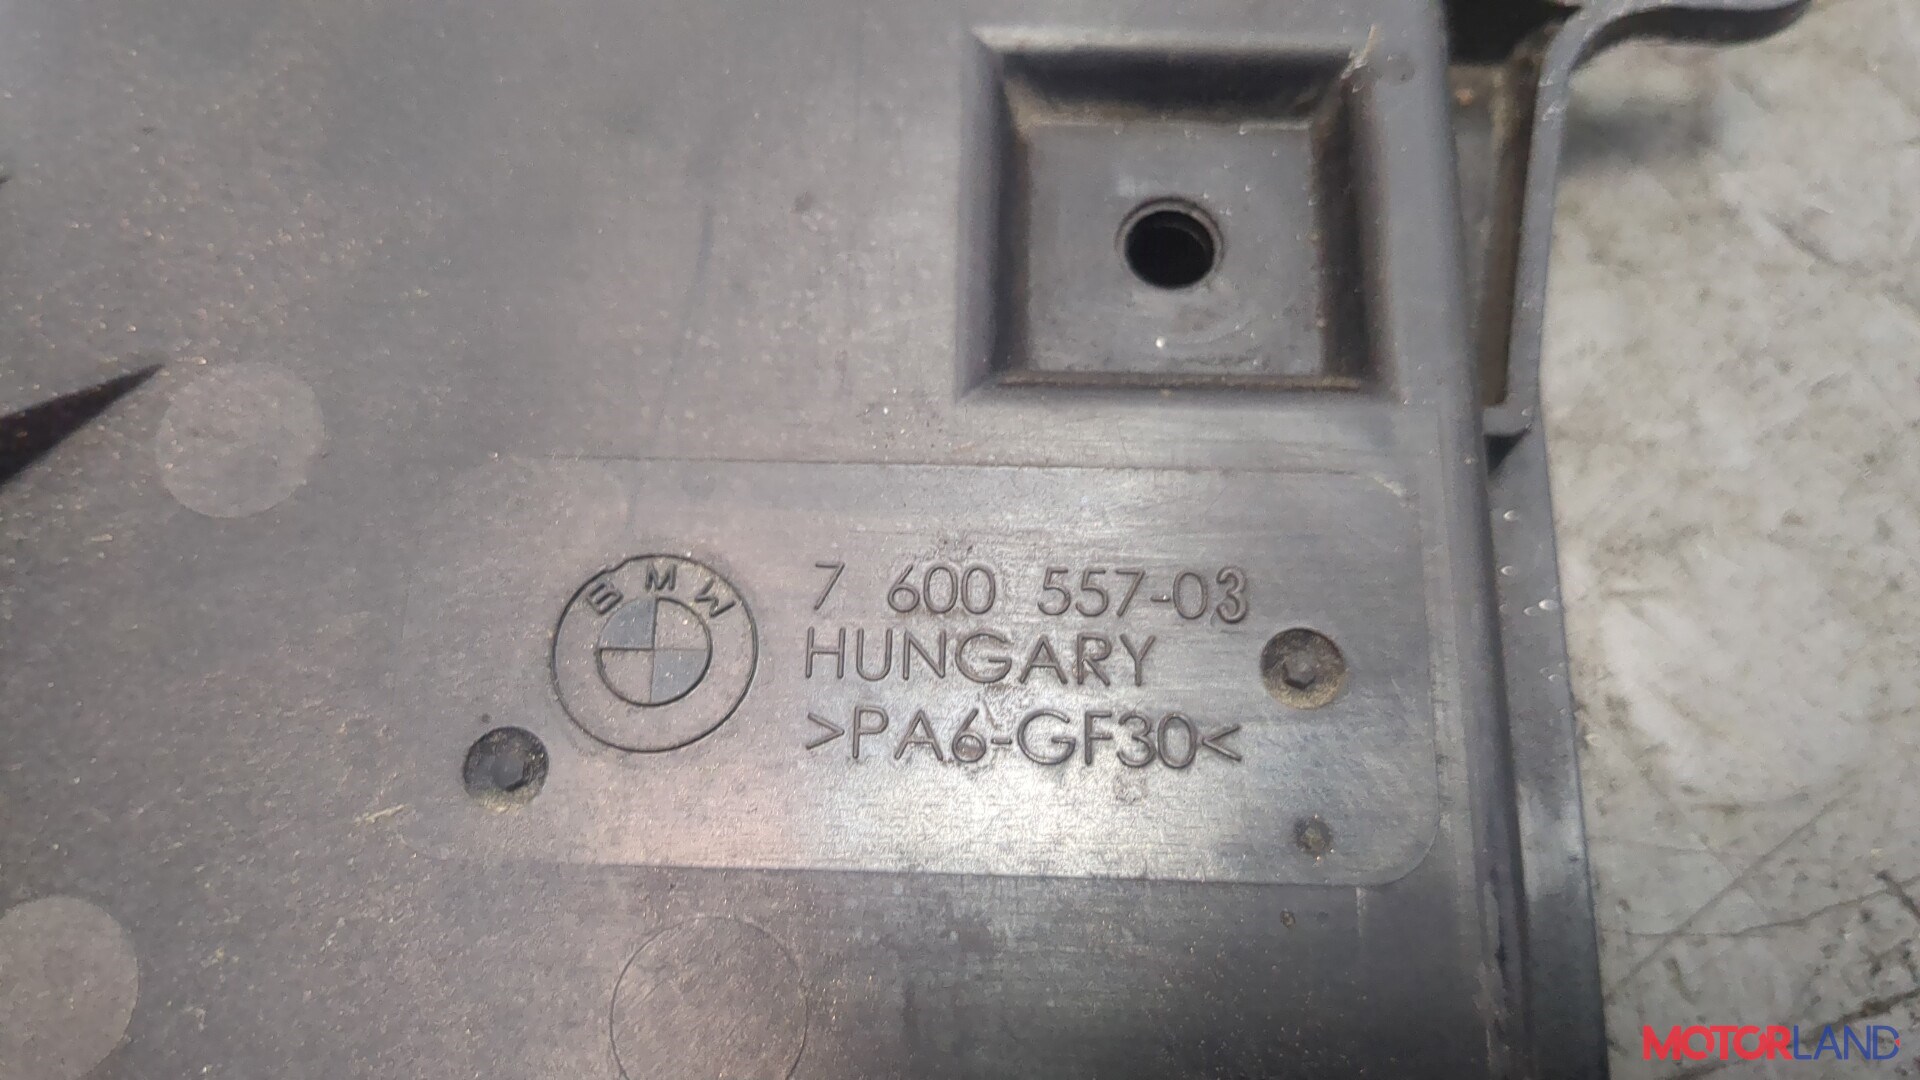 BMW
7 600 557-03
HUNGARY
>PA6-GF30<
MOTORLAND